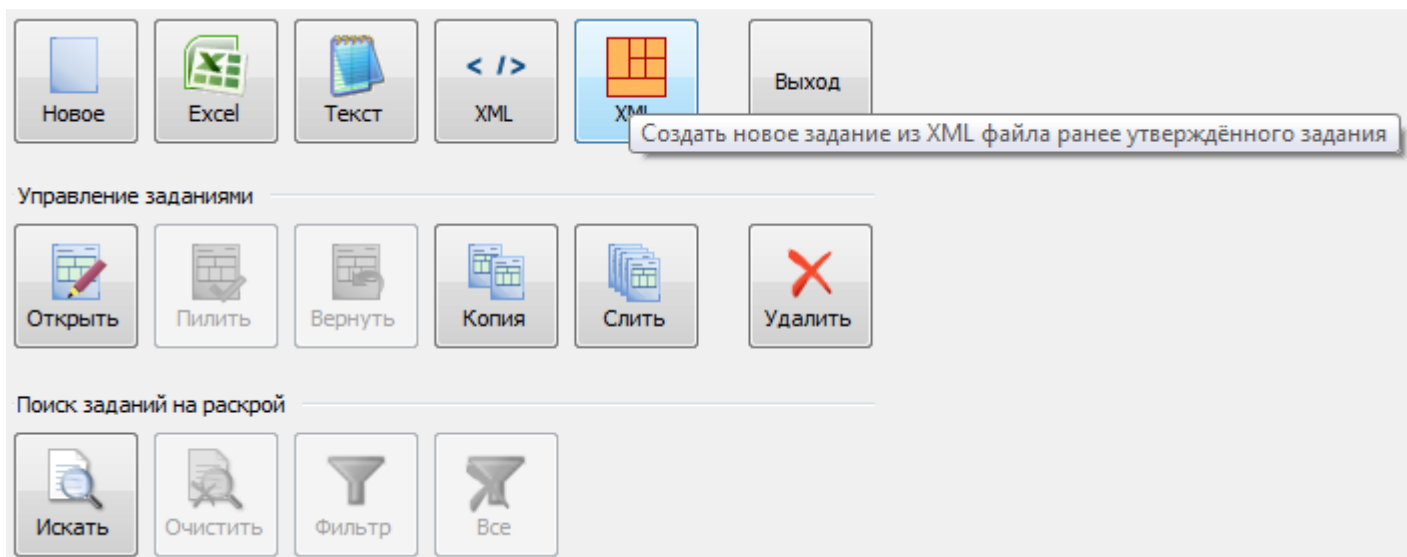 Новое Excel Текст < /> XML XML Выход
Создать новое задание из XML файла ранее утверждённого задания
Управление заданиями
Открыть Пилить Вернуть Копия Слить Удалить
Поиск заданий на раскрой
Искать Очистить Фильтр Все